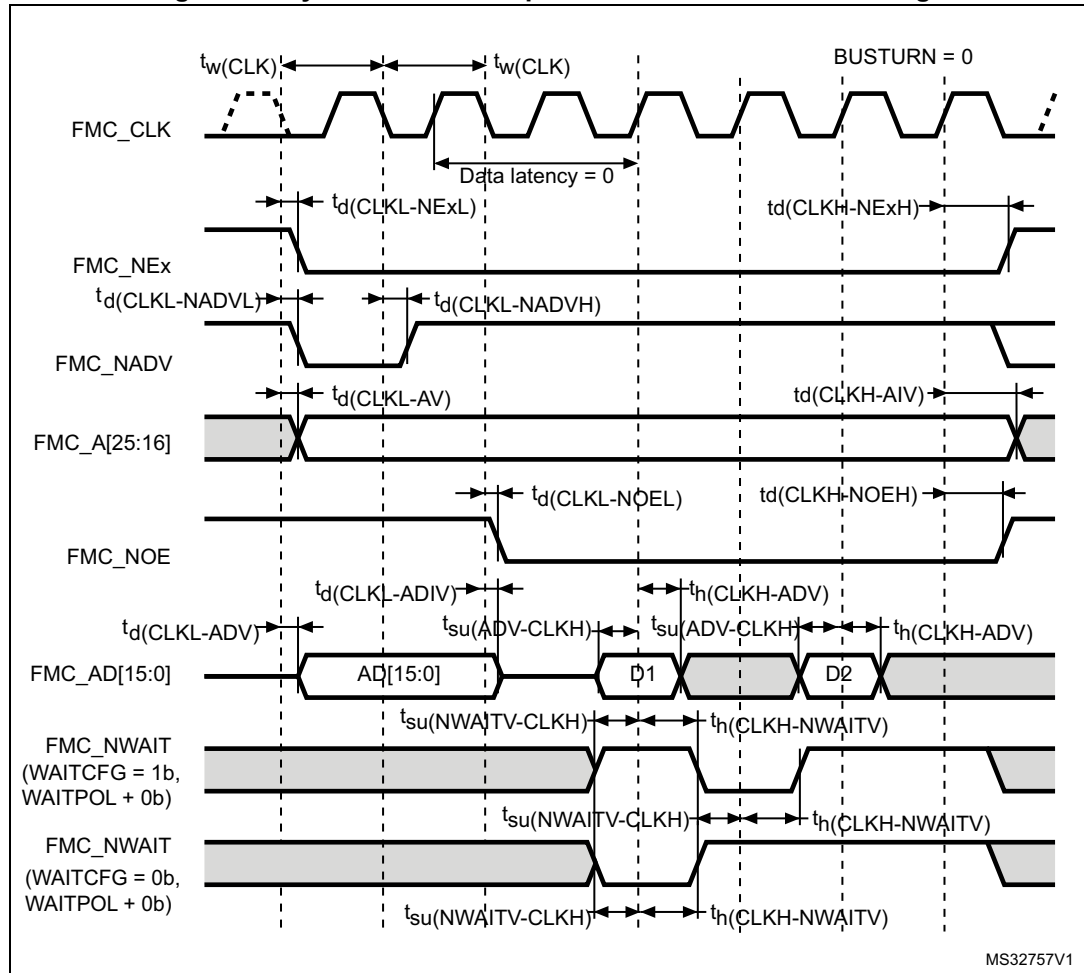 BUSTURN = 0
tw(CLK) tw(CLK)
FMC_CLK
Data latency = 0
td(CLKL-NExL) td(CLKH-NExH)
FMC_NEx
td(CLKL-NADVL) td(CLKL-NADVH)
FMC_NADV
td(CLKL-AV) td(CLKH-AIV)
FMC_A[25:16]
td(CLKL-NOEL) td(CLKH-NOEH)
FMC_NOE
td(CLKL-ADIV) th(CLKH-ADV)
td(CLKL-ADV) tsu(ADV-CLKH) tsu(ADV-CLKH) th(CLKH-ADV)
FMC_AD[15:0] AD[15:0] D1 D2
tsu(NWAITV-CLKH) th(CLKH-NWAITV)
FMC_NWAIT
(WAITCFG = 1b,
WAITPOL + 0b)
tsu(NWAITV-CLKH) th(CLKH-NWAITV)
FMC_NWAIT
(WAITCFG = 0b,
WAITPOL + 0b)
tsu(NWAITV-CLKH) th(CLKH-NWAITV)
MS32757V1